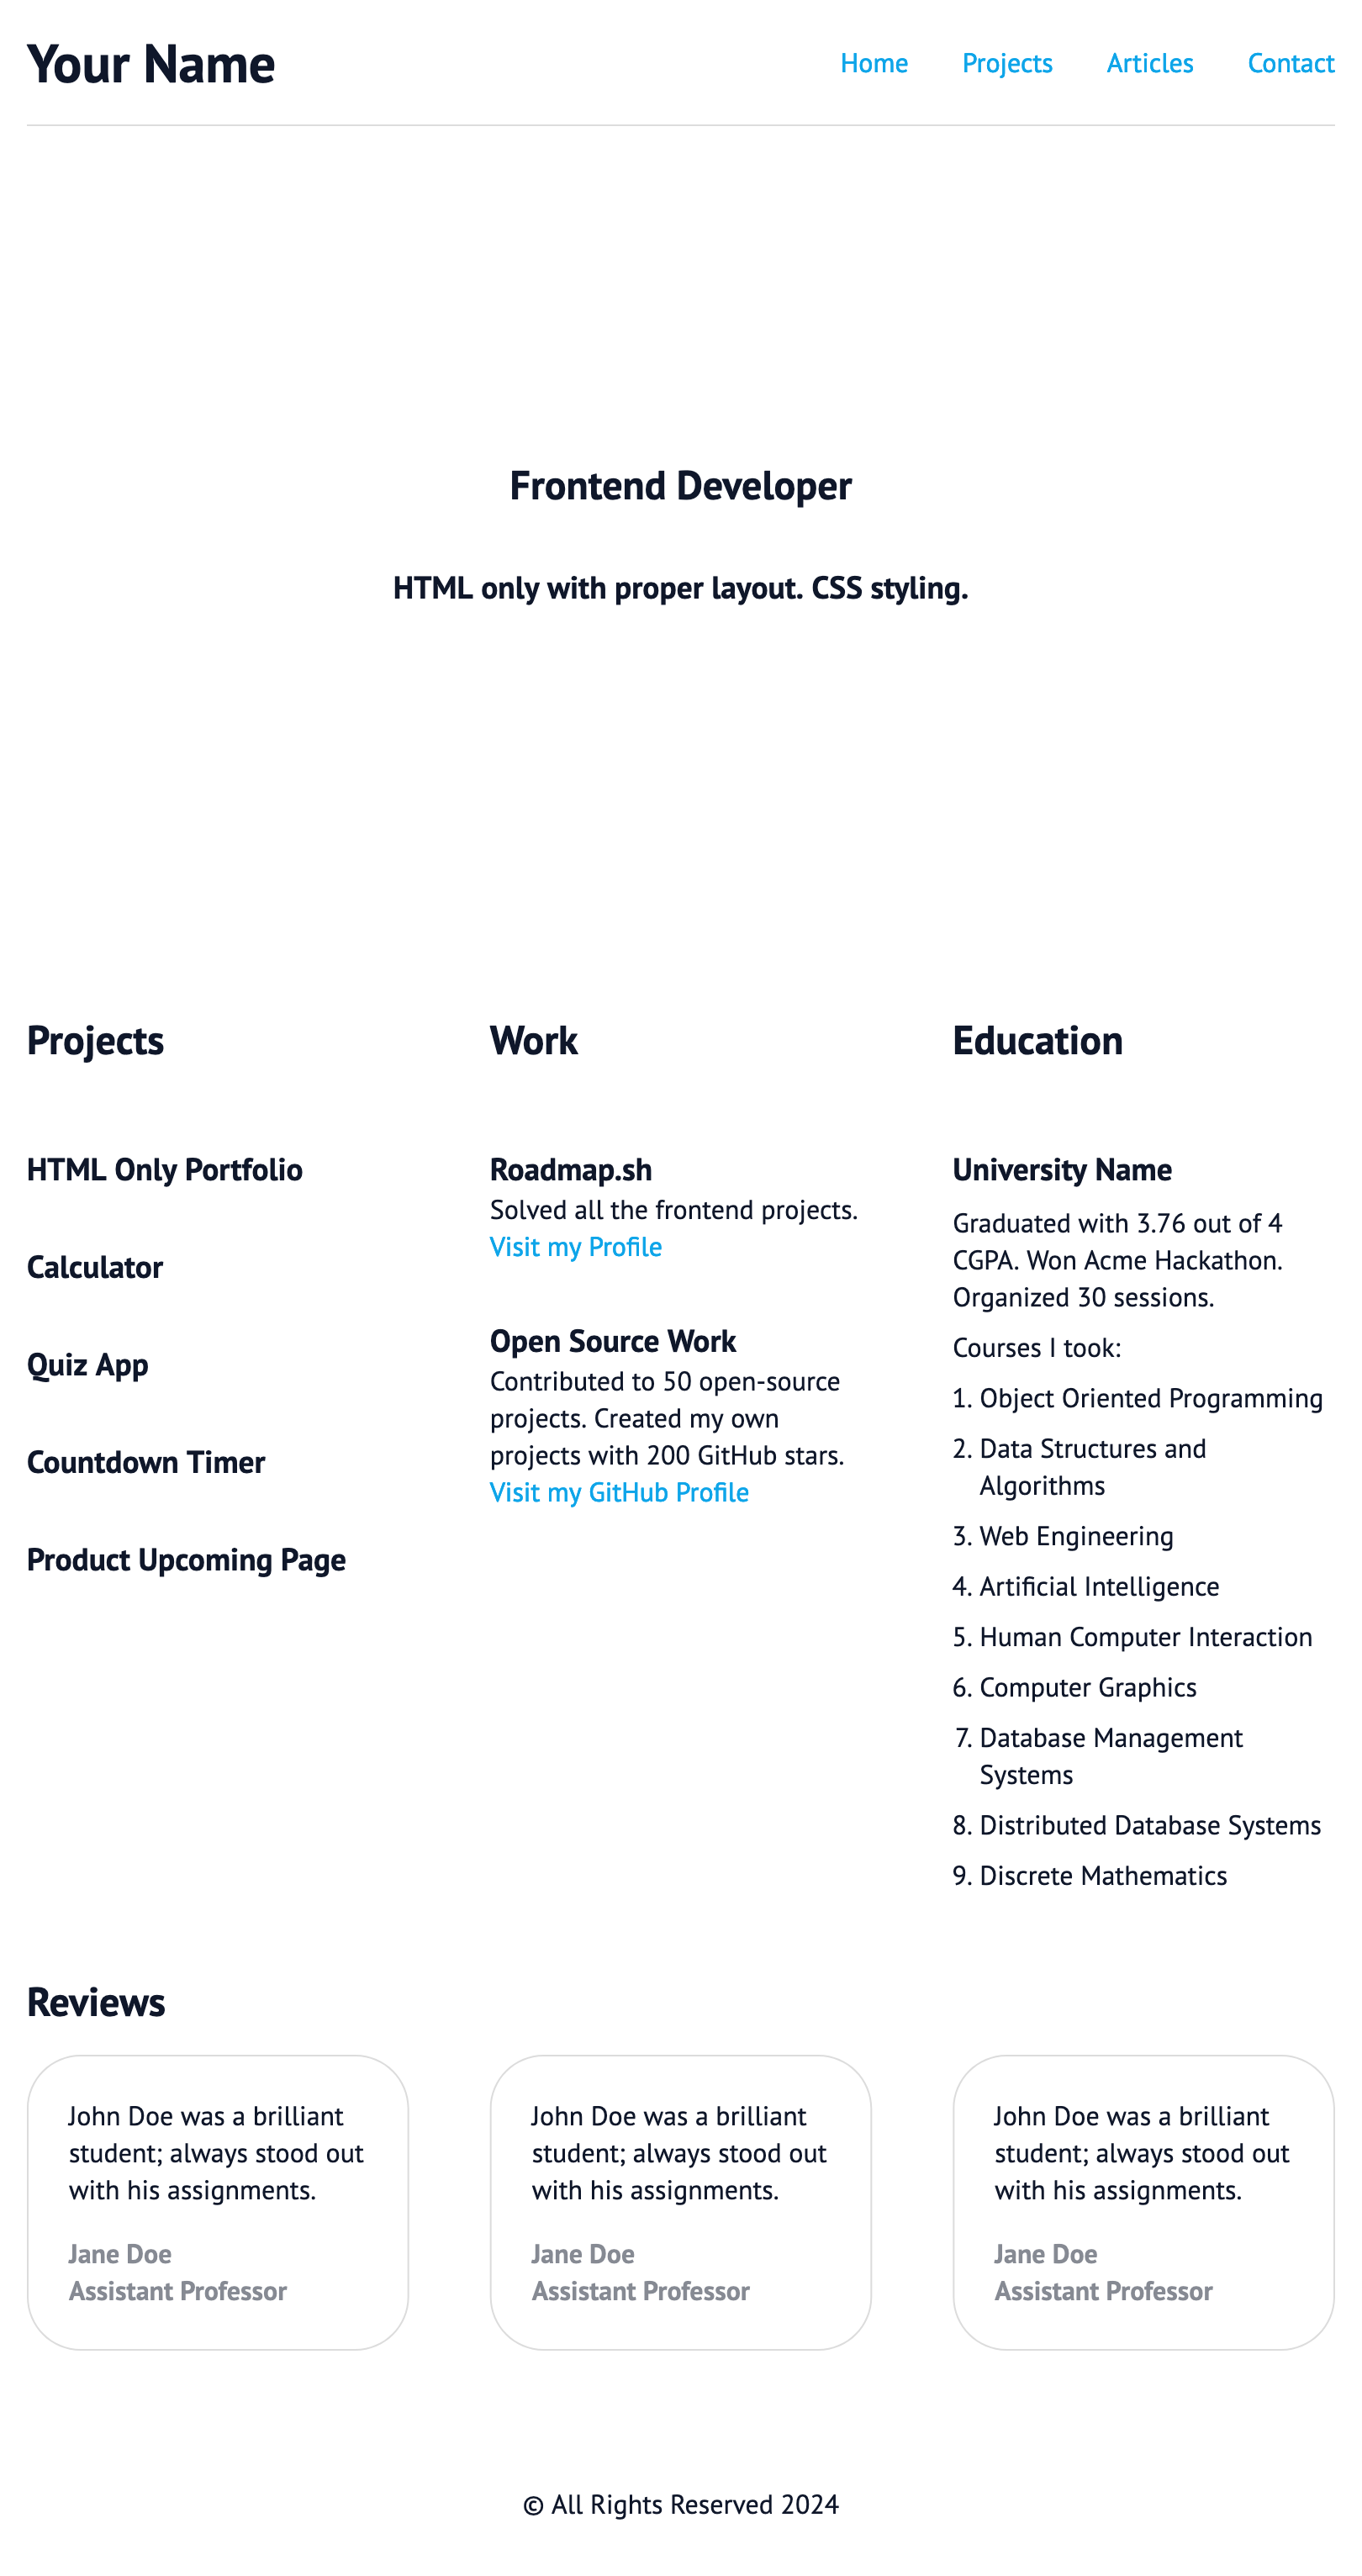 Your Name
Home Projects Articles Contact
Frontend Developer
HTML only with proper layout. CSS styling.
Projects
HTML Only Portfolio
Calculator
Quiz App
Countdown Timer
Product Upcoming Page
Work
Roadmap.sh
Solved all the frontend projects.
Visit my Profile
Open Source Work
Contributed to 50 open-source
projects. Created my own
projects with 200 GitHub stars.
Visit my GitHub Profile
Education
University Name
Graduated with 3.76 out of 4
CGPA. Won Acme Hackathon.
Organized 30 sessions.
Courses I took:
1. Object Oriented Programming
2. Data Structures and
Algorithms
3. Web Engineering
4. Artificial Intelligence
5. Human Computer Interaction
6. Computer Graphics
7. Database Management
Systems
8. Distributed Database Systems
9. Discrete Mathematics
Reviews
John Doe was a brilliant
student; always stood out
with his assignments.
Jane Doe
Assistant Professor
John Doe was a brilliant
student; always stood out
with his assignments.
Jane Doe
Assistant Professor
John Doe was a brilliant
student; always stood out
with his assignments.
Jane Doe
Assistant Professor
© All Rights Reserved 2024